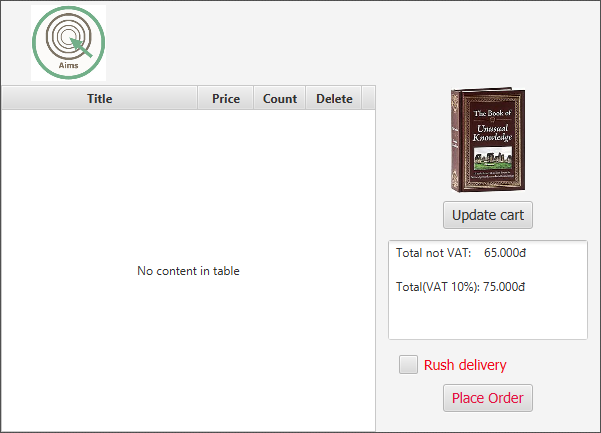 Aims
Title Price Count Delete
No content in table
The Book of
Unusual
Knowledge
Update cart
Total not VAT: 65.000đ
Total(VAT 10%): 75.000đ
Rush delivery
Place Order